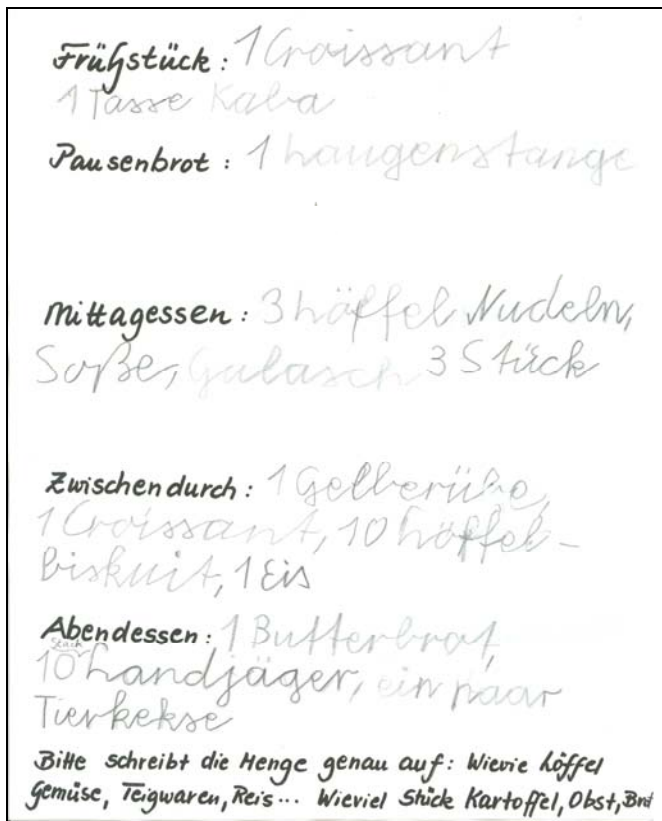 Frühstück: 1 Croissant
1 Tasse Kaba
Pausenbrot: 1 Laugenstange
Mittagessen: 3 Löffel Nudeln,
Soße, Gulasch 3 Stück
Zwischendurch: 1 Gelberübe,
1 Croissant, 10 Löffel-
biskuit, 1 Eis
Abendessen: 1 Butterbrot,
Stück
10 Landjäger, ein paar
Tierkekse
Bitte schreibt die Menge genau auf: Wievie Löffel
Gemüse, Teigwaren, Reis... Wieviel Stück Kartoffel, Obst, Brot